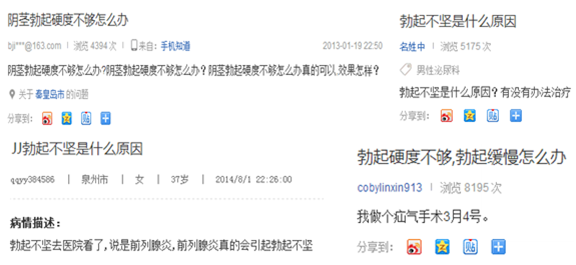 阴茎勃起硬度不够怎么办
bji***@163.com | 浏览 4394 次 | 来自：手机知道 2013-01-19 22:50
阴茎勃起硬度不够怎么办?阴茎勃起硬度不够怎么办？阴茎勃起硬度不够怎么办真的可以,效果怎样？
关于 秦皇岛市 的问题
分享到：
勃起不坚是什么原因
名姓中 | 浏览 5175 次
男性泌尿科
勃起不坚是什么原因？有没有办法治疗
分享到：
JJ勃起不坚是什么原因
qqyy384586 | 泉州市 | 女 | 37岁 | 2014/8/1 22:26:00
病情描述：
勃起不坚去医院看了,说是前列腺炎,前列腺炎真的会引起勃起不坚
勃起硬度不够,勃起缓慢怎么办
cobylinxin913 | 浏览 8195 次
我做个疝气手术3月4号。
分享到：